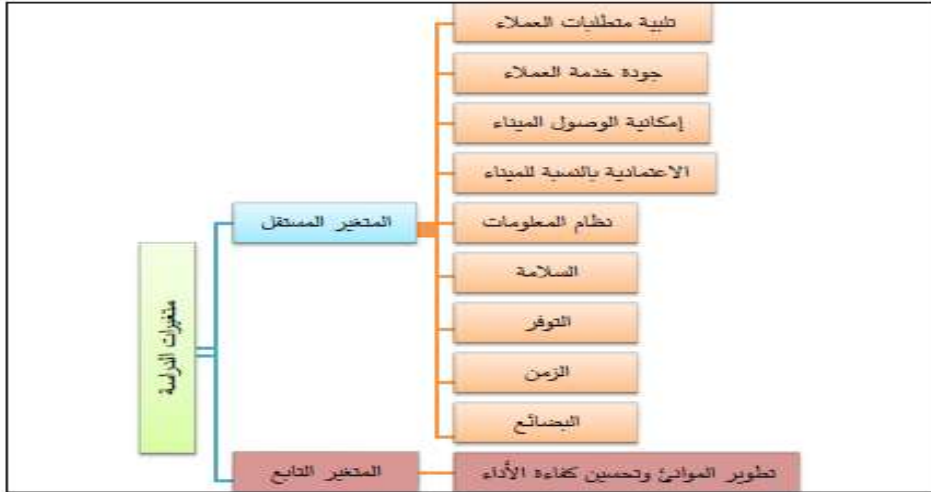 تلبية متطلبات العملاء
جودة خدمة العملاء
إمكانية الوصول الميناء
الاعتمادية بالنسبة للميناء
المتغير المستقل
نظام المعلومات
السلامة
متغيرات الدراسة
التوفر
الزمن
البضائع
المتغير التابع
تطوير الموانئ وتحسين كفاءة الأداء